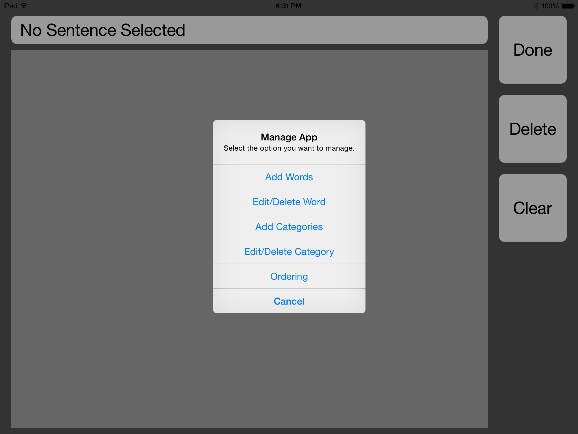 iPad
6:31 PM
100%
No Sentence Selected
Done
Delete
Clear
Manage App
Select the option you want to manage.
Add Words
Edit/Delete Word
Add Categories
Edit/Delete Category
Ordering
Cancel